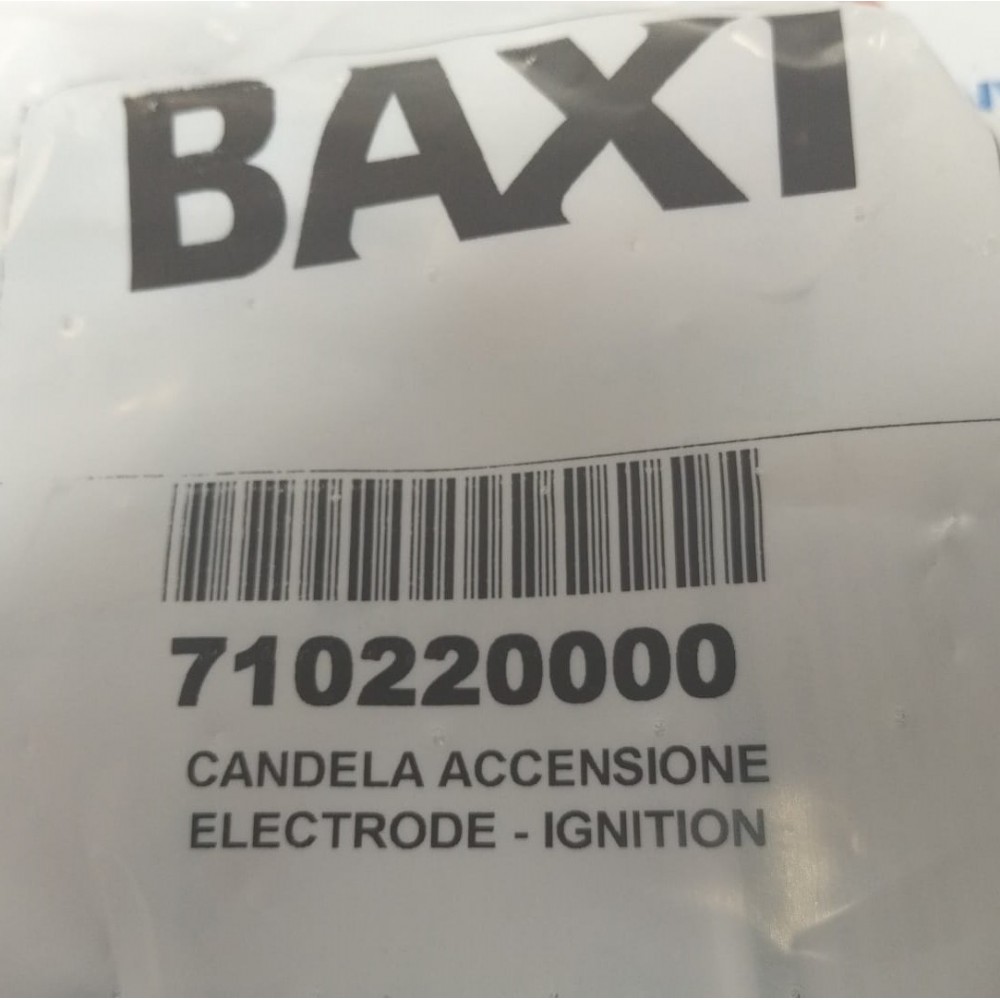 BAXI
710220000
CANDELA ACCENSIONE
ELECTRODE - IGNITION